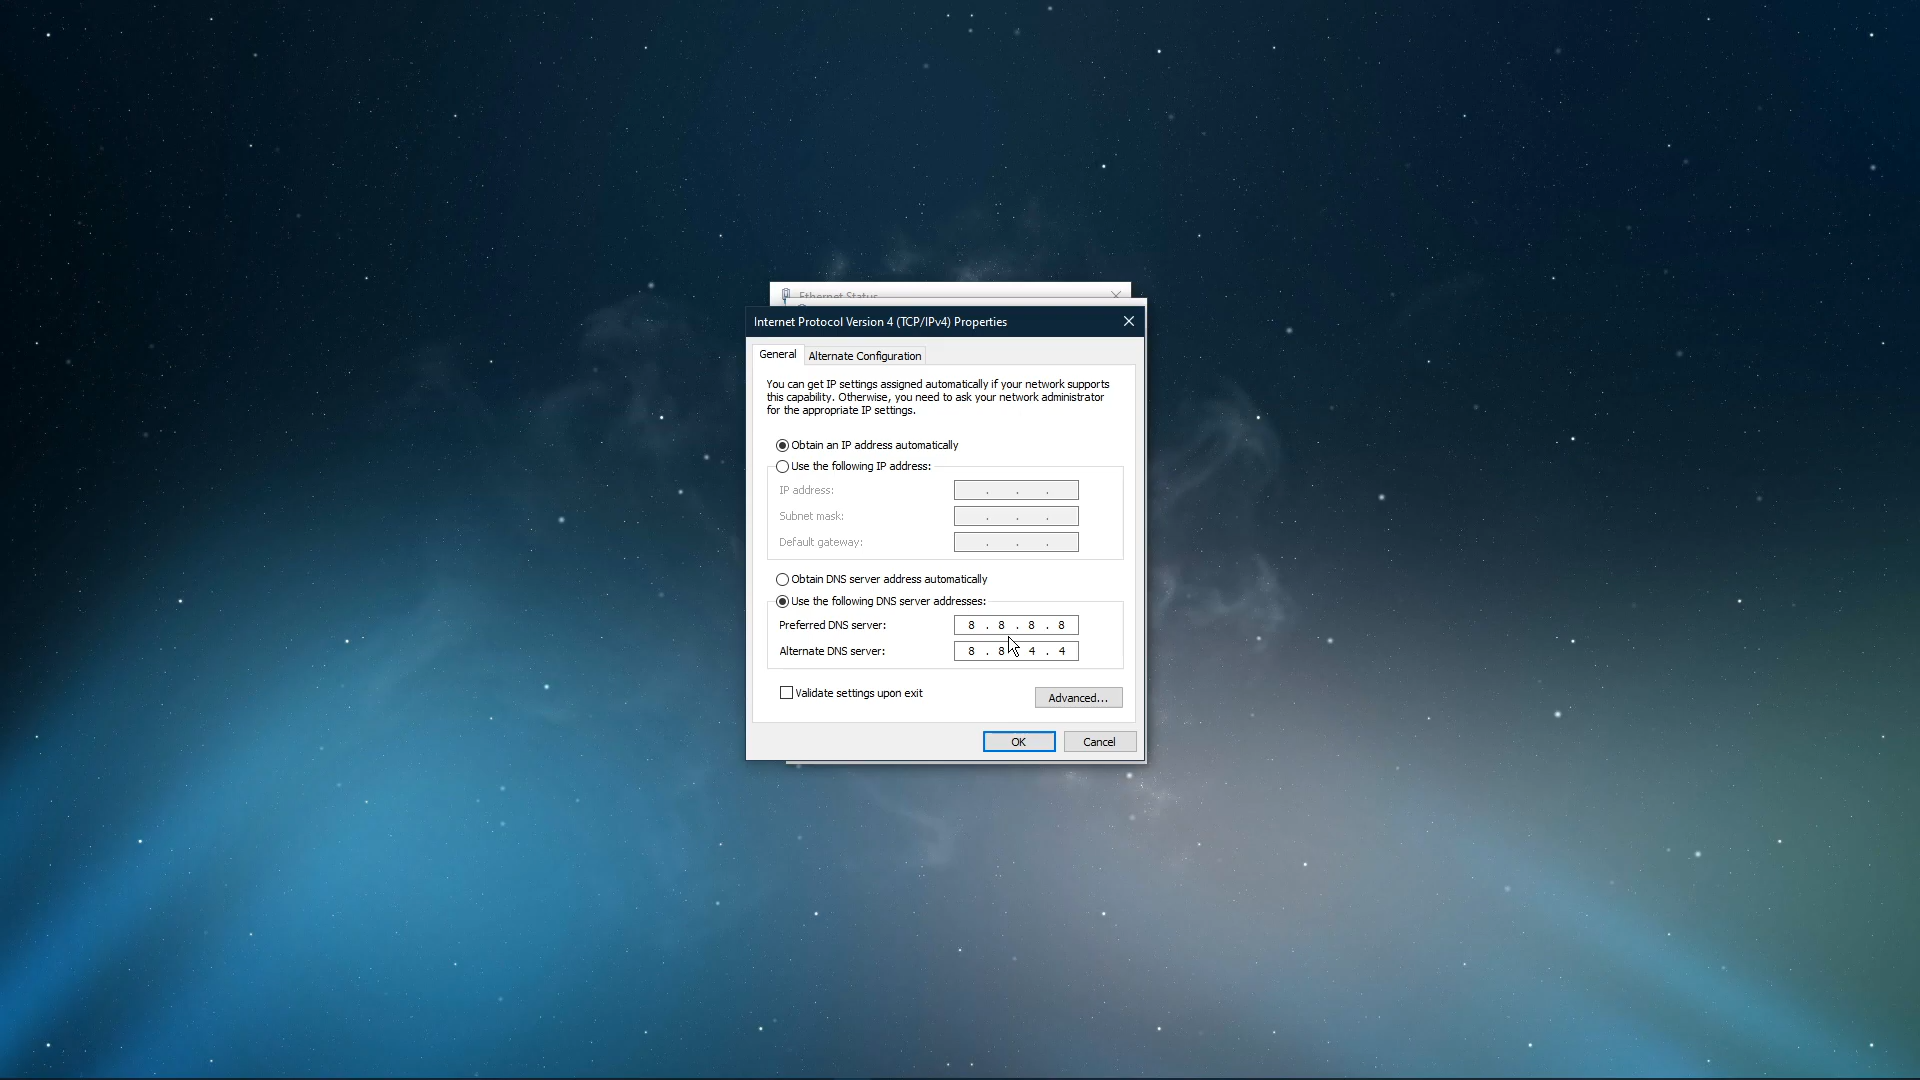 Ethernet Status
Internet Protocol Version 4 (TCP/IPv4) Properties
General
Alternate Configuration
You can get IP settings assigned automatically if your network supports
this capability. Otherwise, you need to ask your network administrator
for the appropriate IP settings.
Obtain an IP address automatically
Use the following IP address:
IP address: . . .
Subnet mask: . . .
Default gateway: . . .
Obtain DNS server address automatically
Use the following DNS server addresses:
Preferred DNS server: 8 . 8 . 8 . 8
Alternate DNS server: 8 . 8 . 4 . 4
Validate settings upon exit
Advanced...
OK
Cancel